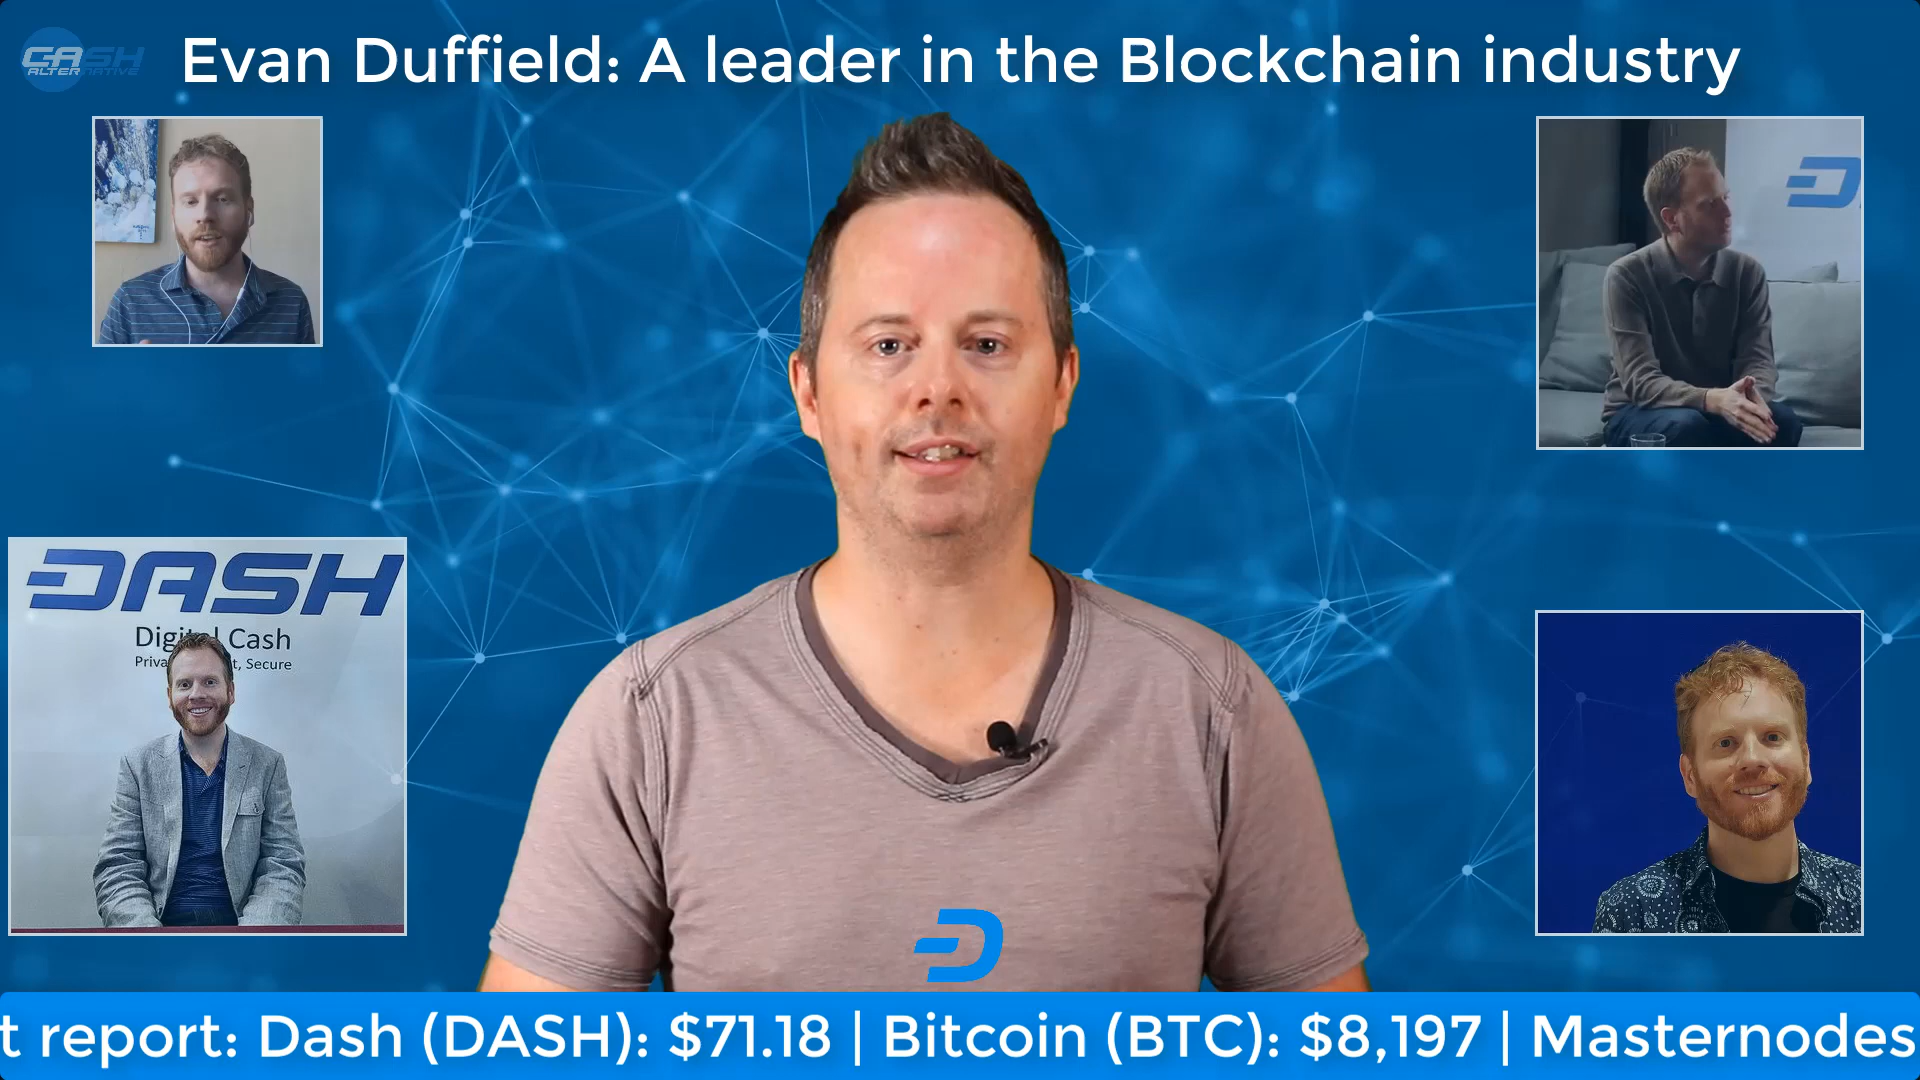 CASH
ALTERNATIVE
Evan Duffield: A leader in the Blockchain industry
DASH
Digital Cash
Secure
t report: Dash (DASH): $71.18 | Bitcoin (BTC): $8,197 | Masternodes